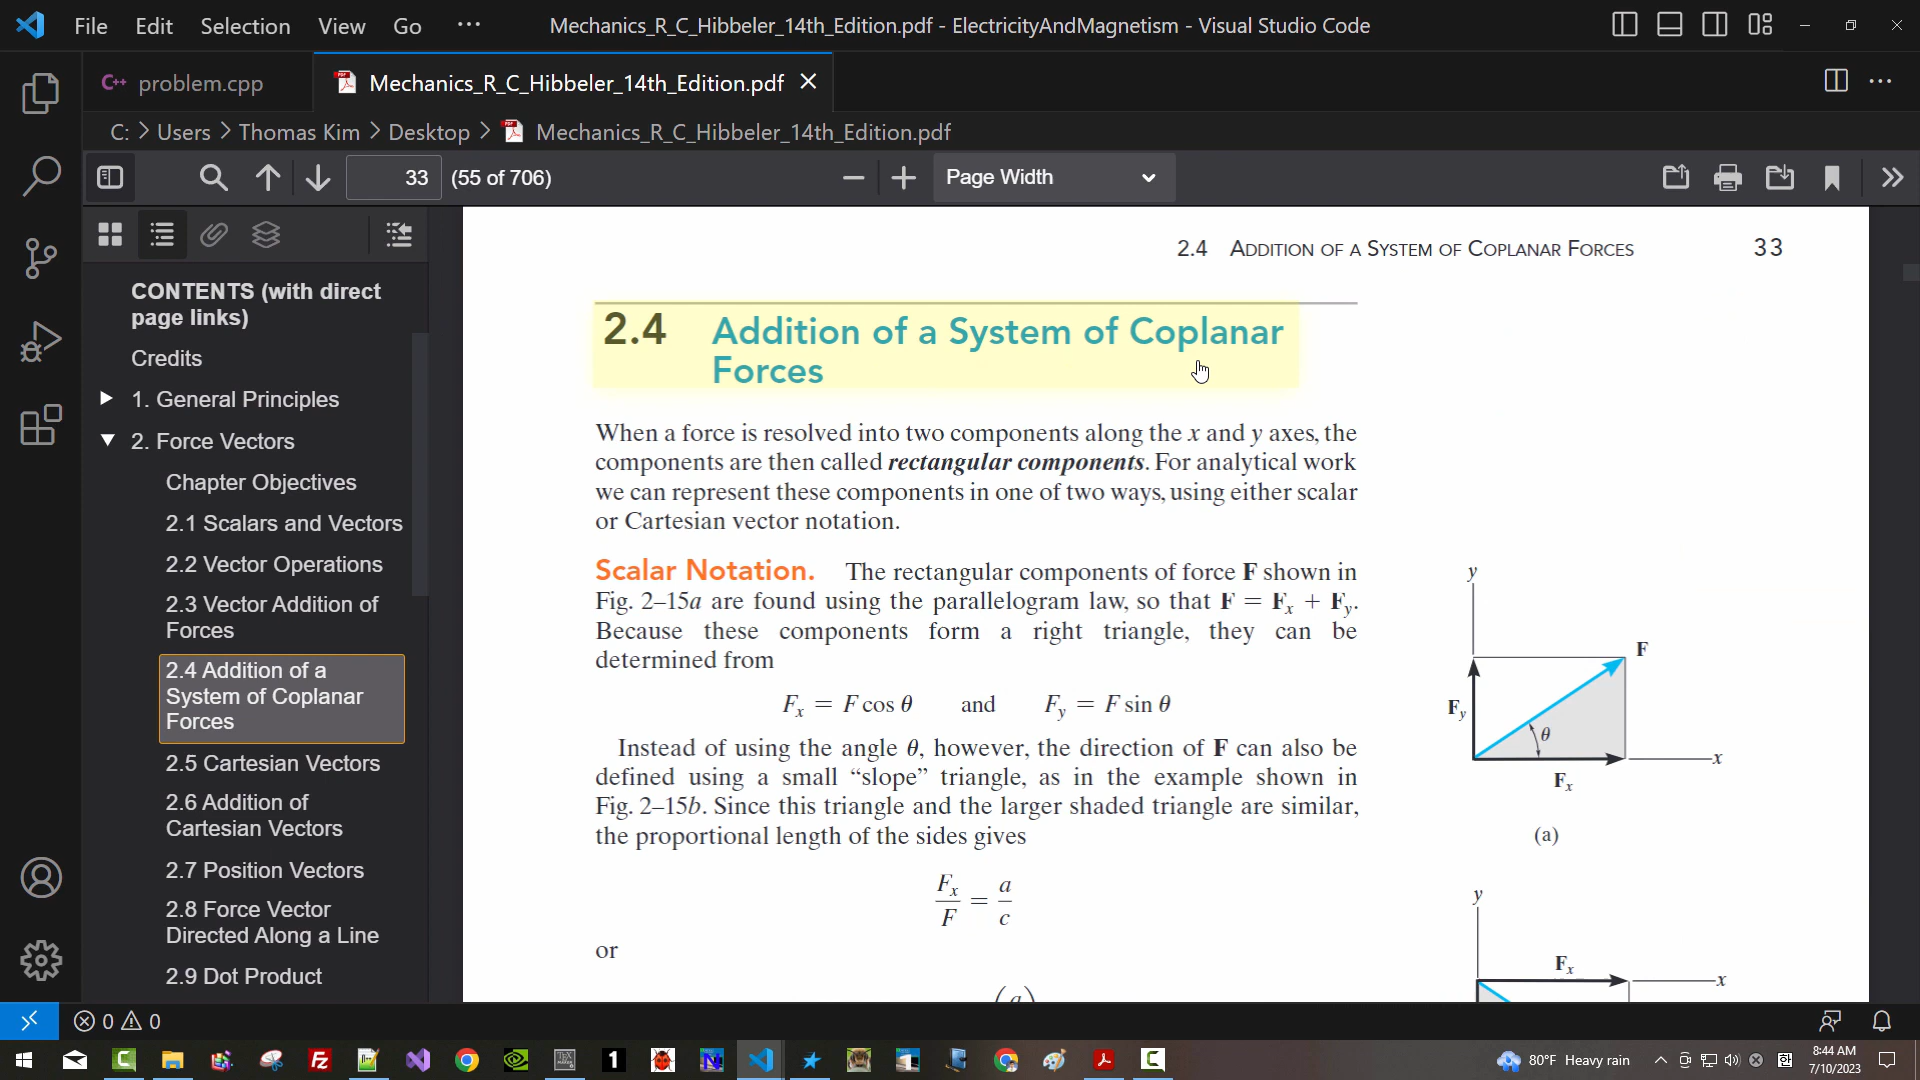 File Edit Selection View Go ··· Mechanics_R_C_Hibbeler_14th_Edition.pdf - ElectricityAndMagnetism - Visual Studio Code
C++ problem.cpp Mechanics_R_C_Hibbeler_14th_Edition.pdf
C: > Users > Thomas Kim > Desktop > Mechanics_R_C_Hibbeler_14th_Edition.pdf
33 (55 of 706) Page Width
CONTENTS (with direct
page links)
Credits
1. General Principles
2. Force Vectors
Chapter Objectives
2.1 Scalars and Vectors
2.2 Vector Operations
2.3 Vector Addition of
Forces
2.4 Addition of a
System of Coplanar
Forces
2.5 Cartesian Vectors
2.6 Addition of
Cartesian Vectors
2.7 Position Vectors
2.8 Force Vector
Directed Along a Line
2.9 Dot Product
2.4 ADDITION OF A SYSTEM OF COPLANAR FORCES 33
2.4 Addition of a System of Coplanar
Forces
When a force is resolved into two components along the x and y axes, the
components are then called rectangular components. For analytical work
we can represent these components in one of two ways, using either scalar
or Cartesian vector notation.
Scalar Notation. The rectangular components of force F shown in
Fig. 2–15a are found using the parallelogram law, so that F = Fx + Fy.
Because these components form a right triangle, they can be
determined from
Fx = F cos θ and Fy = F sin θ
Instead of using the angle θ, however, the direction of F can also be
defined using a small “slope” triangle, as in the example shown in
Fig. 2–15b. Since this triangle and the larger shaded triangle are similar,
the proportional length of the sides gives
Fx/F = a/c
or
(a)
y
F
Fy
θ
x
Fx
(a)
y
Fx
x
0 0
80°F Heavy rain
8:44 AM
7/10/2023